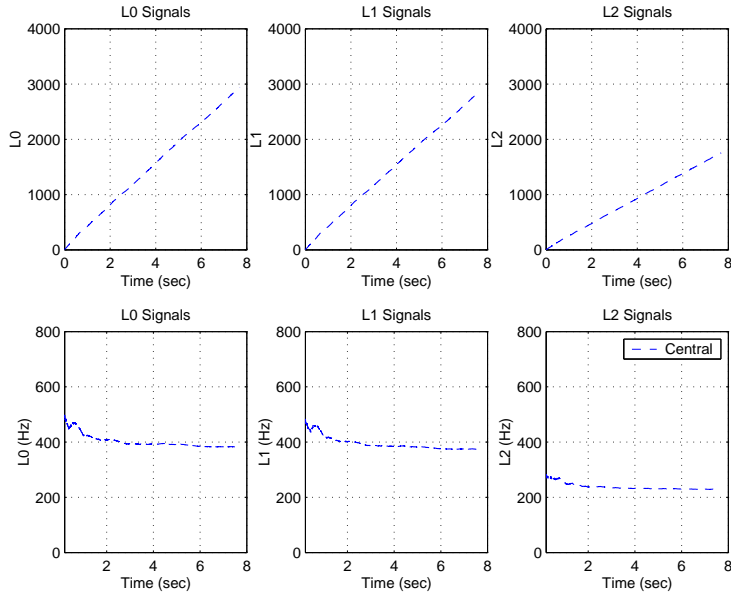 L0 Signals
L0
4000
3000
2000
1000
0
0 2 4 6 8
Time (sec)
L1 Signals
L1
4000
3000
2000
1000
0
0 2 4 6 8
Time (sec)
L2 Signals
L2
4000
3000
2000
1000
0
0 2 4 6 8
Time (sec)
L0 Signals
L0 (Hz)
800
600
400
200
0
2 4 6 8
Time (sec)
L1 Signals
L1 (Hz)
800
600
400
200
0
2 4 6 8
Time (sec)
L2 Signals
L2 (Hz)
800
600
400
200
0
2 4 6 8
Time (sec)
Central